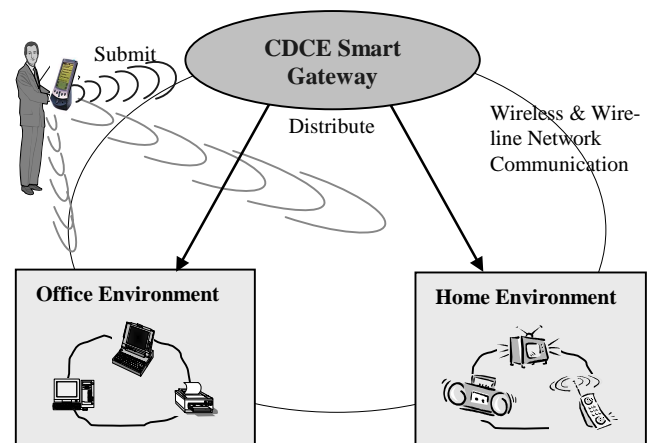 Submit
CDCE Smart
Gateway
Distribute
Wireless & Wire-
line Network
Communication
Office Environment
Home Environment